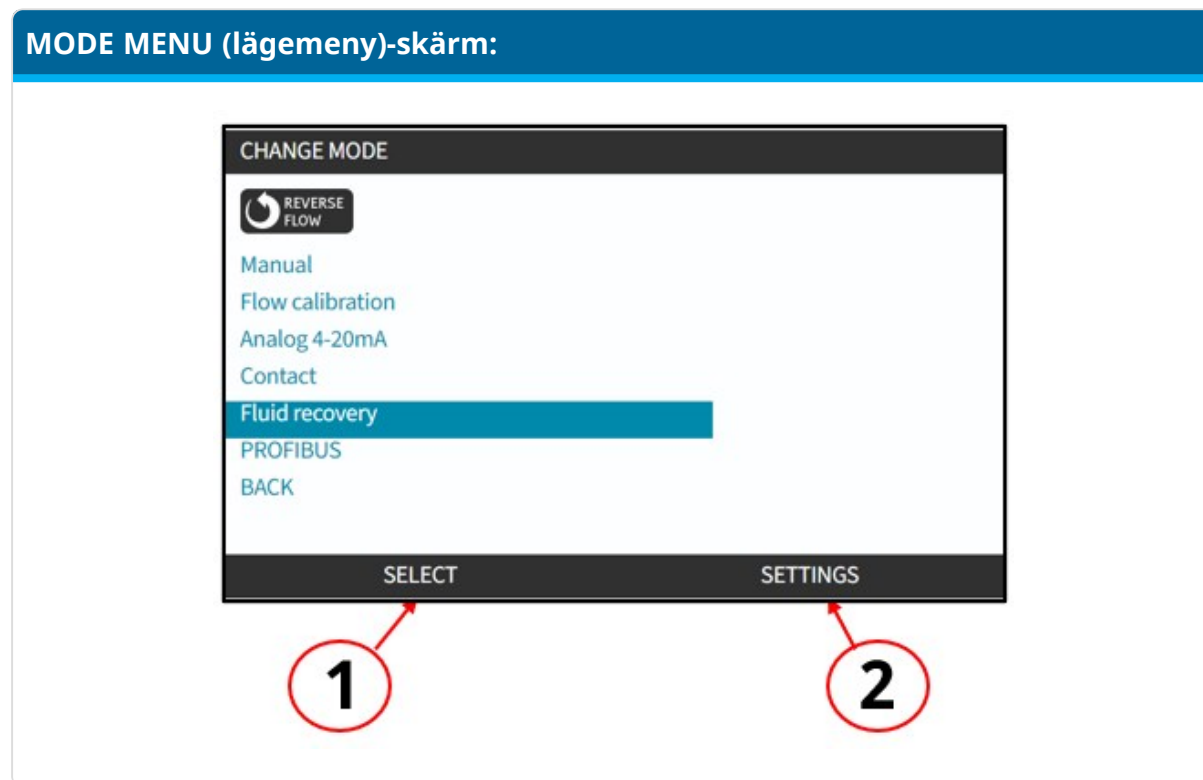 MODE MENU (lägemeny)-skärm:
CHANGE MODE
REVERSE
FLOW
Manual
Flow calibration
Analog 4-20mA
Contact
Fluid recovery
PROFIBUS
BACK
SELECT SETTINGS
1 2